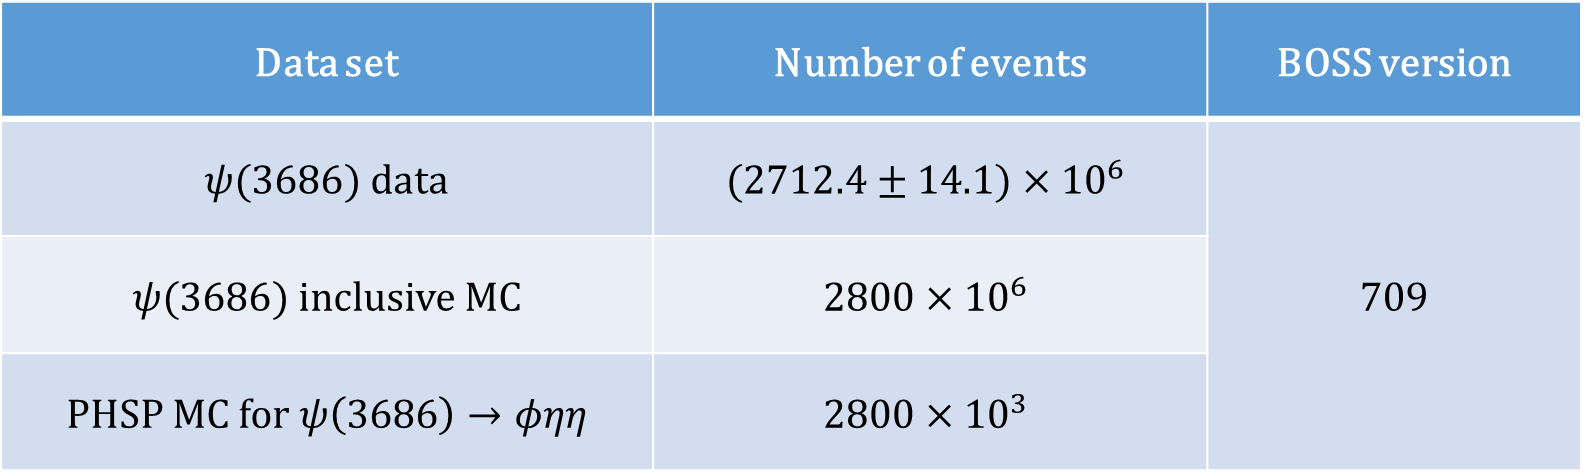 Data set Number of events BOSS version
ψ(3686) data (2712.4 ± 14.1) × 10⁶
ψ(3686) inclusive MC 2800 × 10⁶ 709
PHSP MC for ψ(3686) → ϕηη 2800 × 10³